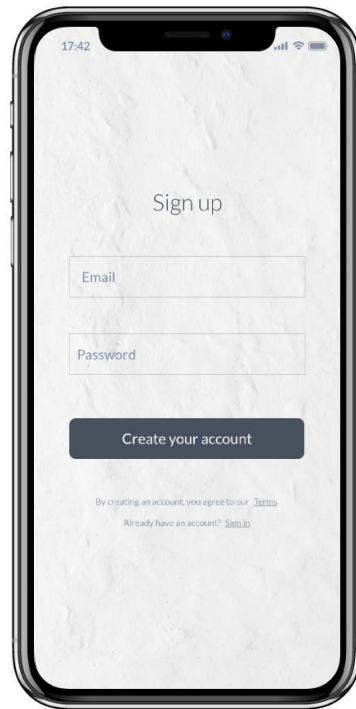 17:42
Sign up
Email
Password
Create your account
By creating an account, you agree to our Terms
Already have an account? Sign in